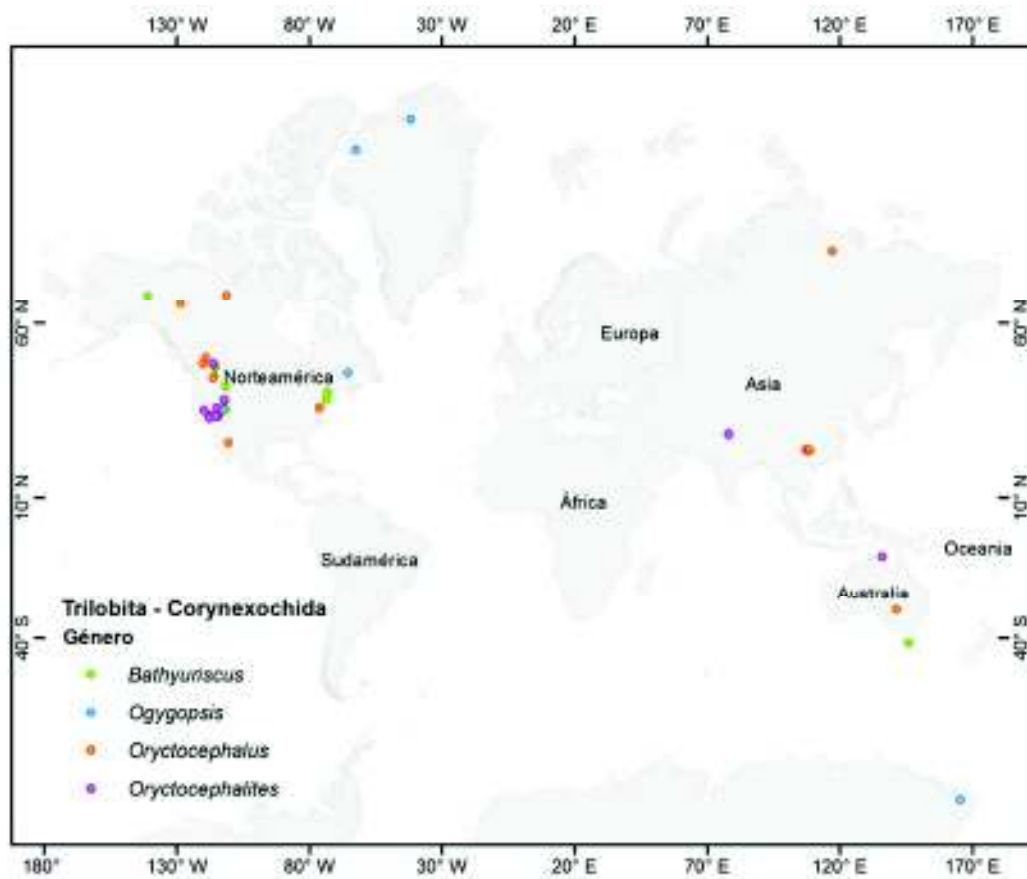 130° W 80° W 30° W 20° E 70° E 120° E 170° E
60° N 60° N
Europa
Norteamérica
Asia
10° N 10° N
África
Oceania
Sudamérica
Australia
Trilobita - Corynexochida
Género
40° S 40° S
Bathyuriscus
Ogygopsis
Oryctocephalus
Oryctocephalites
180° 130° W 80° W 30° W 20° E 70° E 120° E 170° E